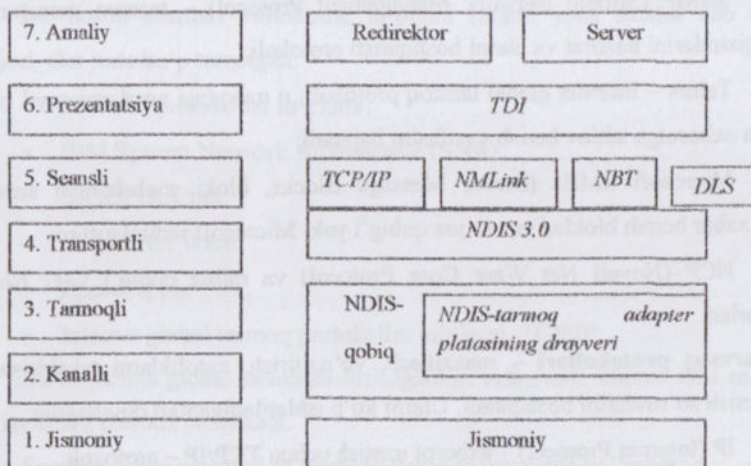 7. Amaliy
Redirektor
Server
6. Prezentatsiya
TDI
5. Seansli
TCP/IP
NMLink
NBT
DLS
4. Transportli
NDIS 3.0
3. Tarmoqli
NDIS-
qobiq
NDIS-tarmoq adapter
platasining drayveri
2. Kanalli
1. Jismoniy
Jismoniy